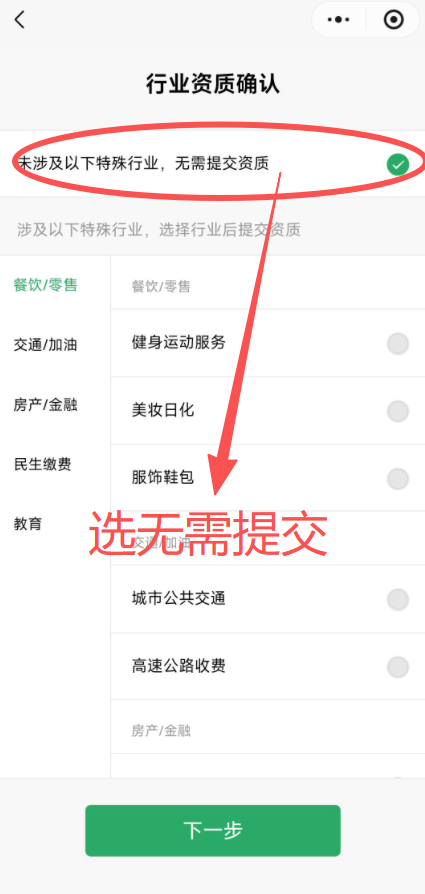 行业资质确认
未涉及以下特殊行业，无需提交资质
涉及以下特殊行业，选择行业后提交资质
餐饮/零售
交通/加油
房产/金融
民生缴费
教育
餐饮/零售
健身运动服务
美妆日化
服饰鞋包
选无需提交
交通/加油
城市公共交通
高速公路收费
房产/金融
下一步